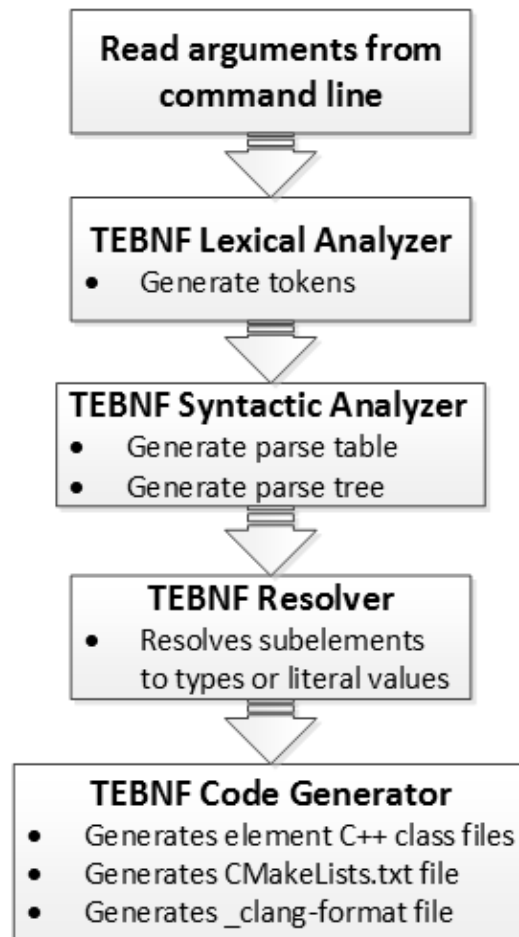 Read arguments from
command line
TEBNF Lexical Analyzer
• Generate tokens
TEBNF Syntactic Analyzer
• Generate parse table
• Generate parse tree
TEBNF Resolver
• Resolves subelements
to types or literal values
TEBNF Code Generator
• Generates element C++ class files
• Generates CMakeLists.txt file
• Generates _clang-format file